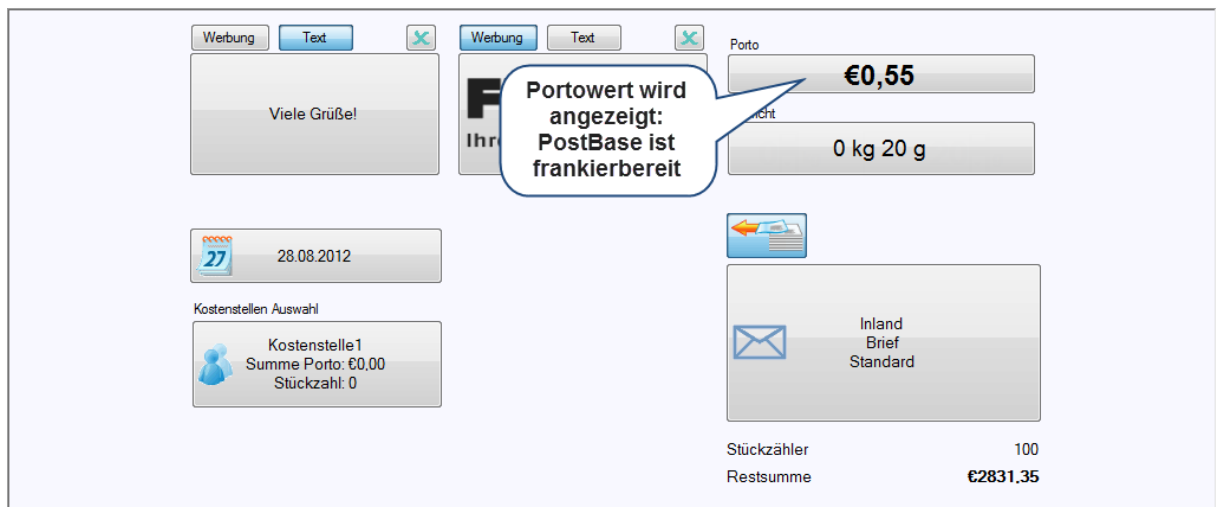 Werbung
Text
Viele Grüße!
Werbung
Text
Portowert wird
angezeigt:
PostBase ist
frankierbereit
Porto
€0,55
0 kg 20 g
27
28.08.2012
Kostenstellen Auswahl
Kostenstelle1
Summe Porto: €0,00
Stückzahl: 0
Inland
Brief
Standard
Stückzähler 100
Restsumme €2831,35